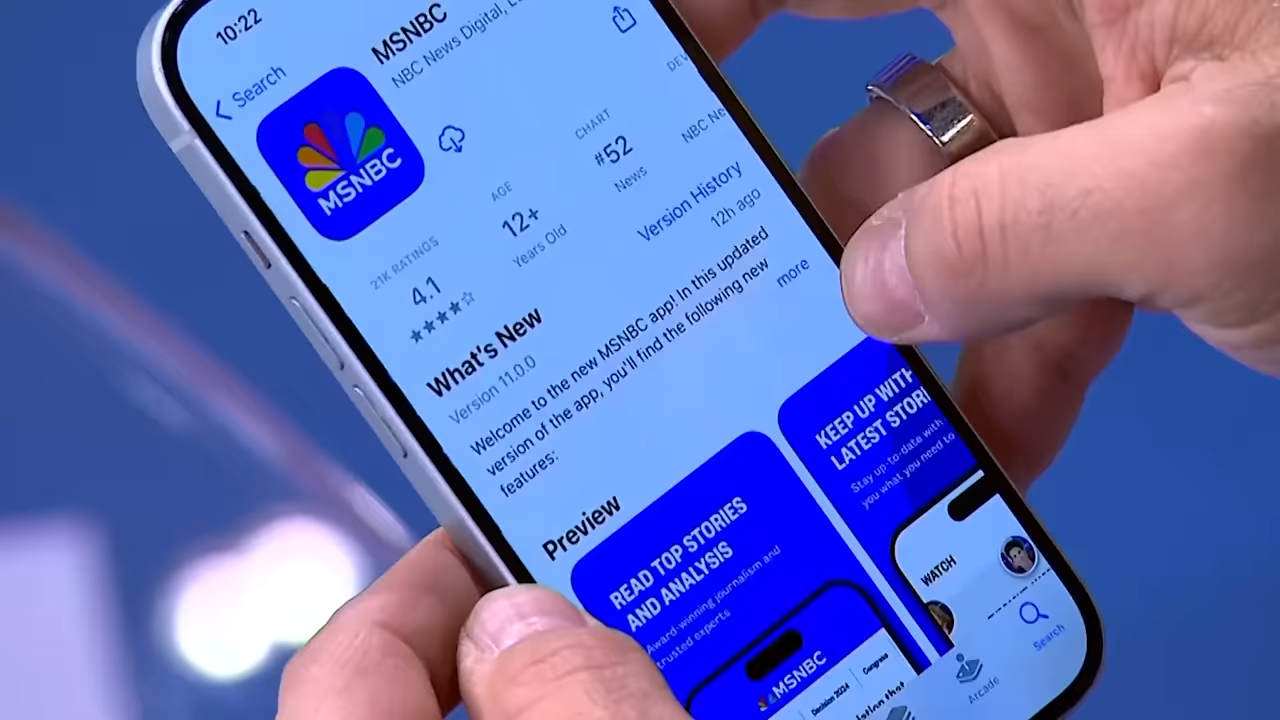 10:22
Search
MSNBC
NBC News Digital,
MSNBC
21K RATINGS
4.1
★★★★☆
AGE
12+
Years Old
CHART
#52
News
NBC Ne
What's New
Version History
Version 11.0.0
12h ago
Welcome to the new MSNBC app! In this updated
version of the app, you'll find the following new
features:
more
Preview
READ TOP STORIES
AND ANALYSIS
Award-winning journalism and
trusted experts
MSNBC
Decision 2024
Congress
KEEP UP WITH
LATEST STORI
Stay up-to-date with
you what you need to
WATCH
Arcade
Search